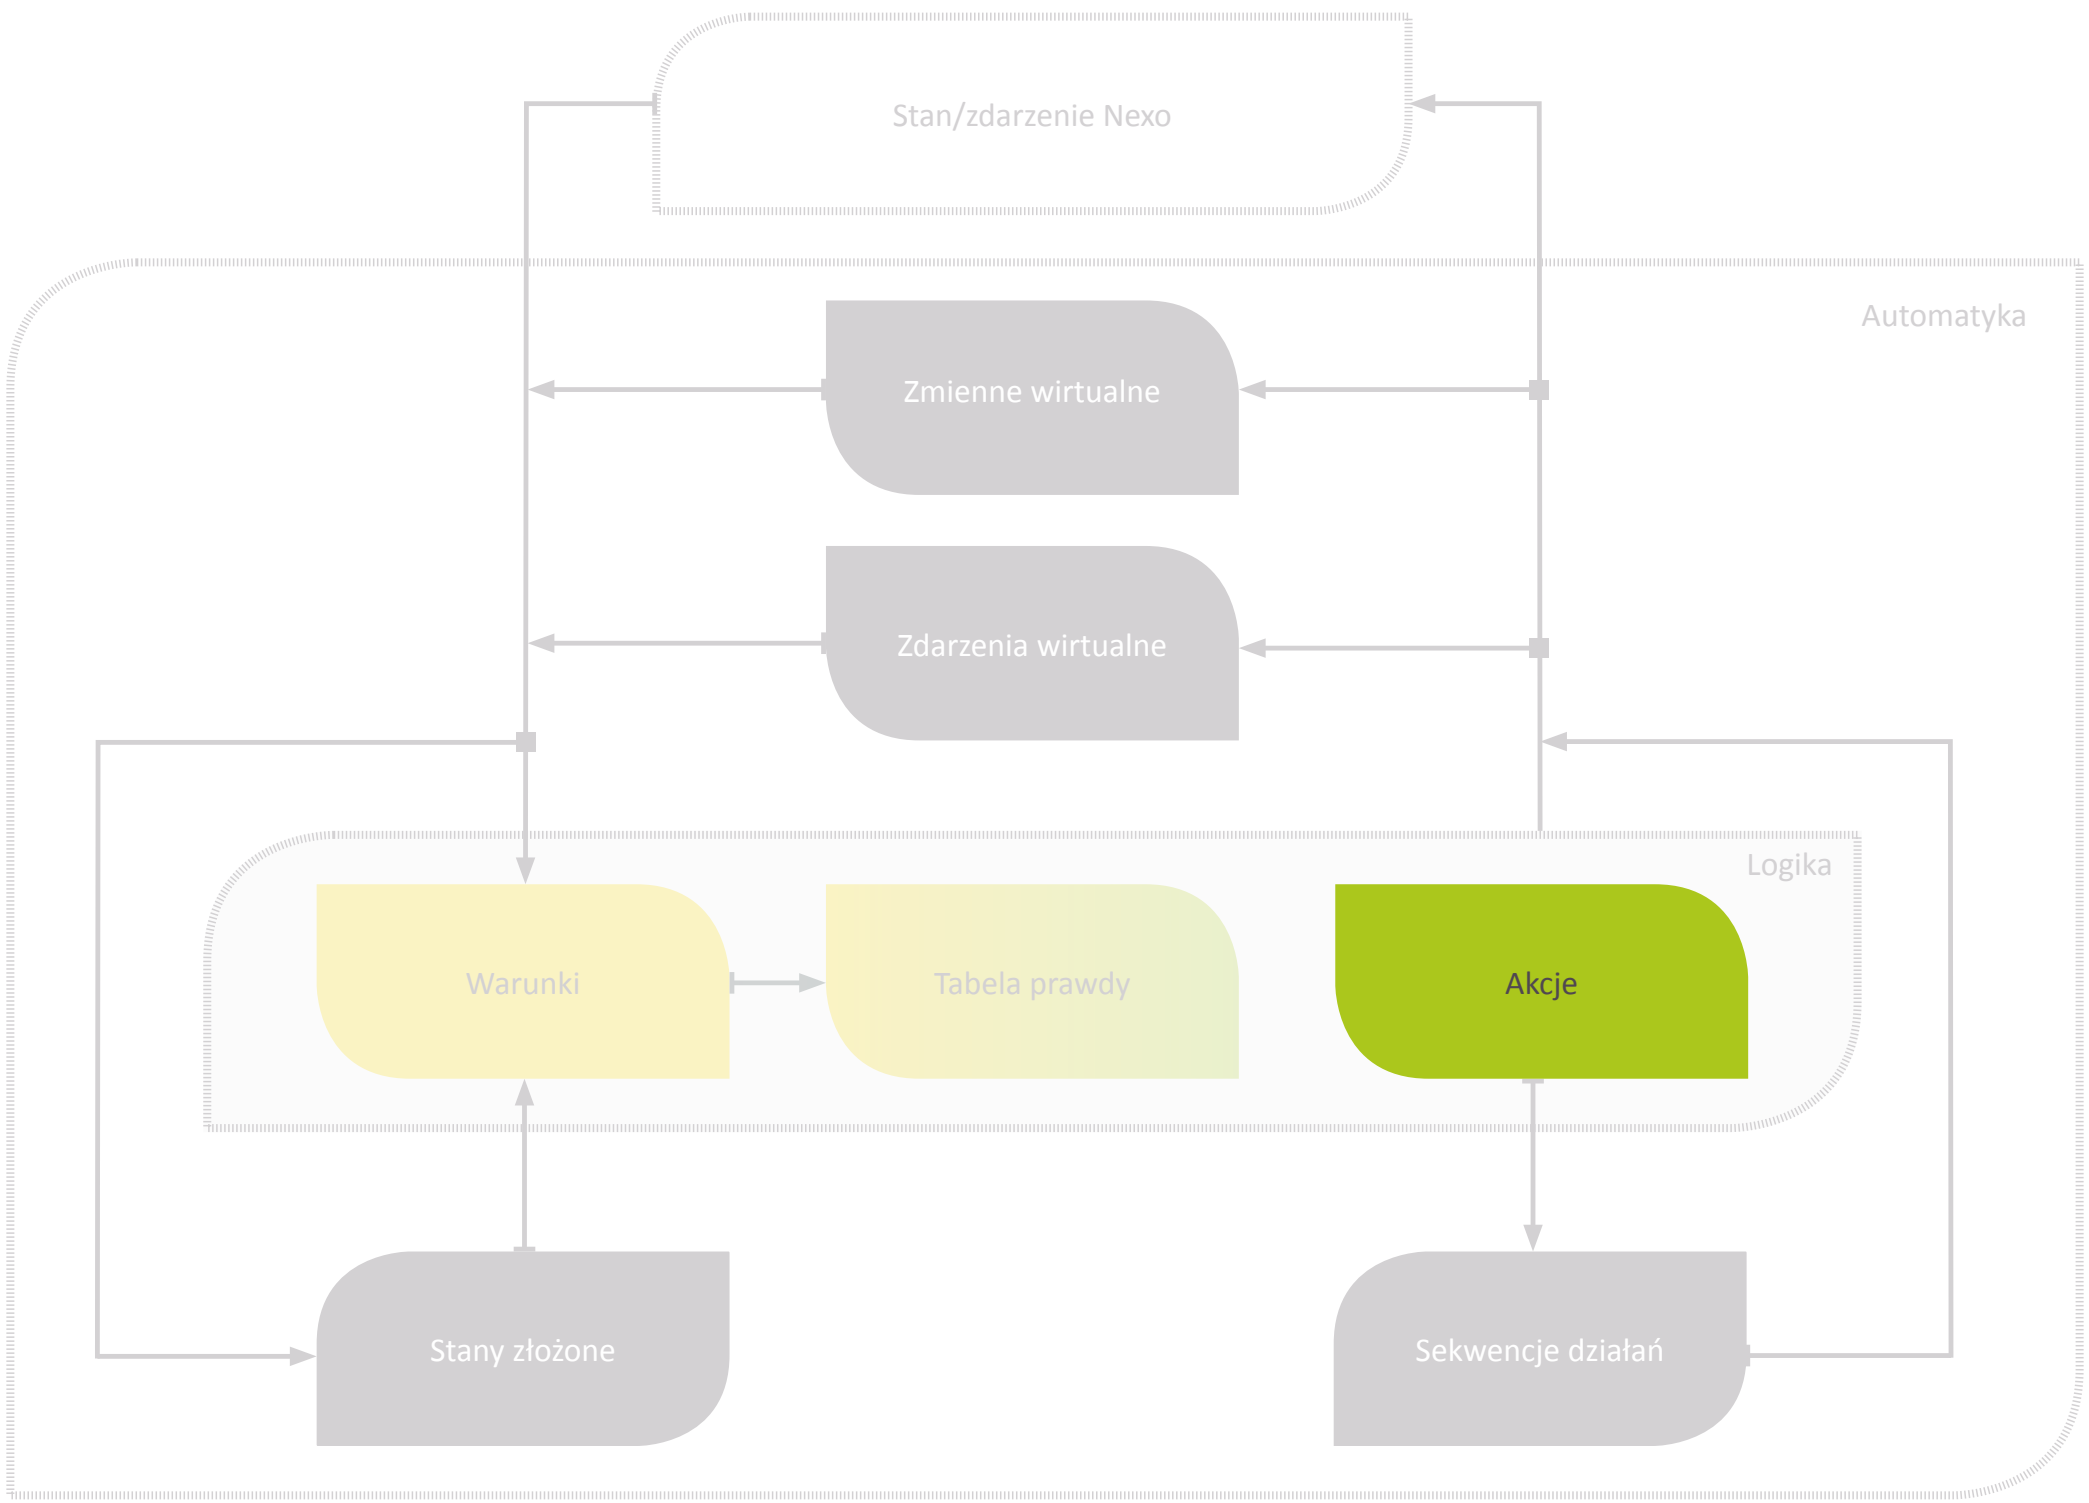 Stan/zdarzenie Nexo
Automatyka
Zmienne wirtualne
Zdarzenia wirtualne
Logika
Warunki
Tabela prawdy
Akcje
Stany złożone
Sekwencje działań